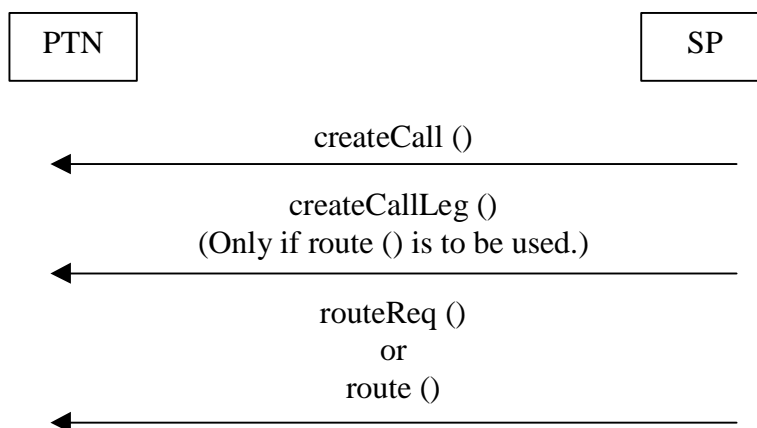 PTN
SP
createCall ()
createCallLeg ()
(Only if route () is to be used.)
routeReq ()
or
route ()